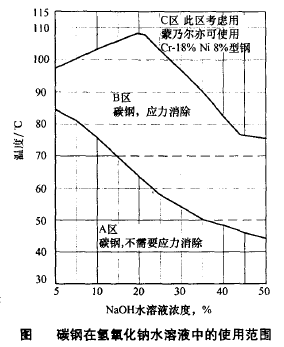 C区 此区考虑用
蒙乃尔亦可使用
Cr-18% Ni 8%型钢
B区
碳钢，应力消除
A区
碳钢,不需要应力消除
温度/℃
115
110
100
90
80
70
60
50
40
30
5
10
20
30
40
50
NaOH水溶液浓度，%
图 碳钢在氢氧化钠水溶液中的使用范围